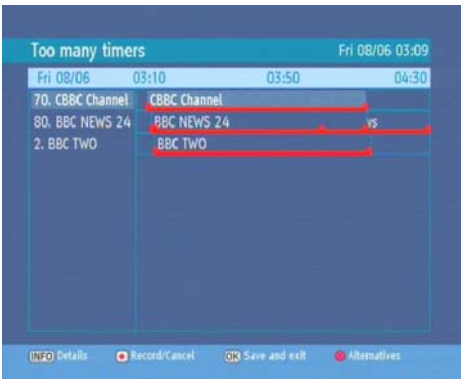 Too many timers Fri 08/06 03:09
Fri 08/06 03:10 03:50 04:30
70. CBBC Channel CBBC Channel
80. BBC NEWS 24 BBC NEWS 24 vs
2. BBC TWO BBC TWO
INFO Details Record/Cancel OK Save and exit Alternatives